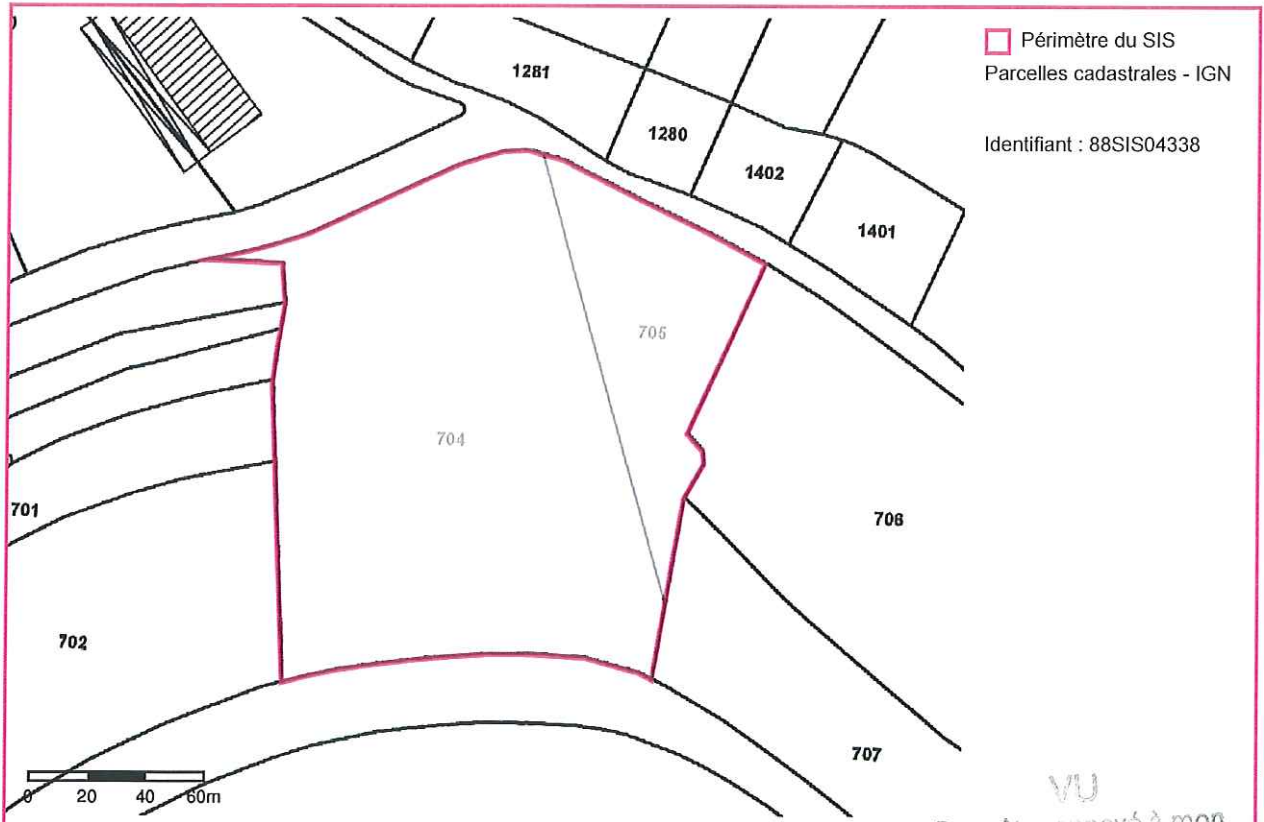 Périmètre du SIS
Parcelles cadastrales - IGN
Identifiant : 88SIS04338
1281
1280
1402
1401
705
704
701
706
702
707
0 20 40 60m
VU
à mon